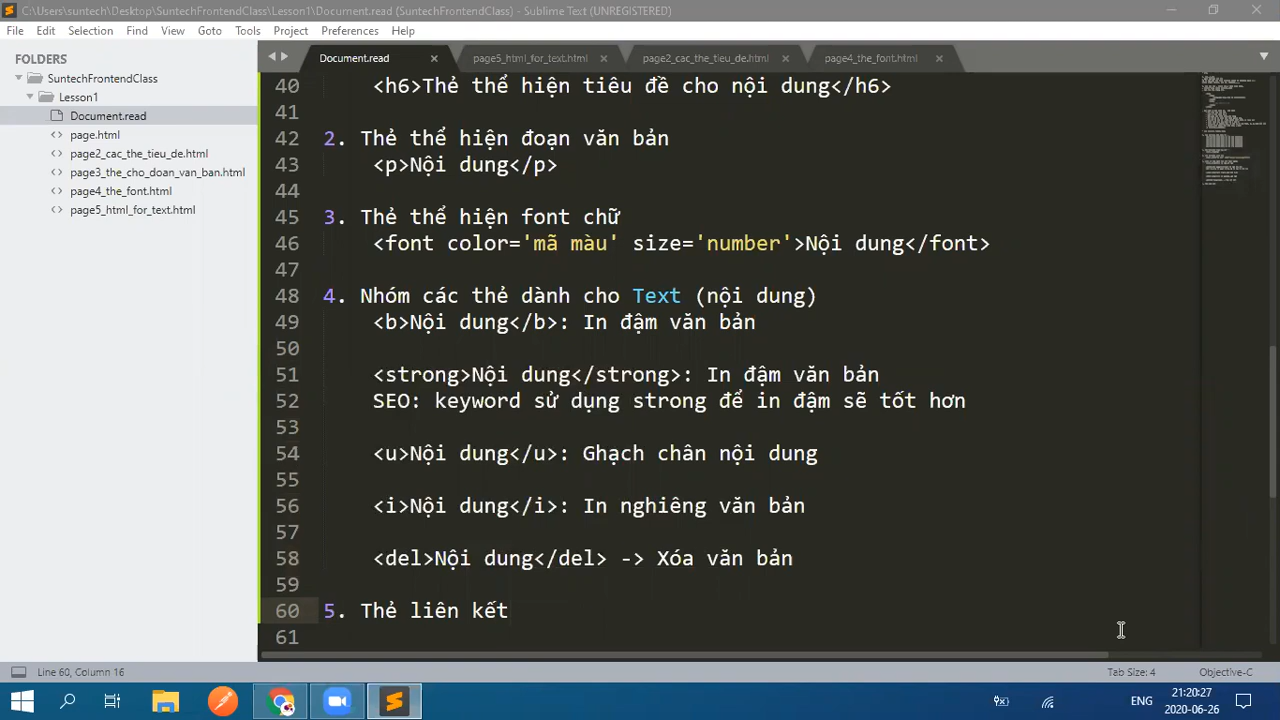 C:\Users\suntech\Desktop\SuntechFrontendClass\Lesson1\Document.read (SuntechFrontendClass) - Sublime Text (UNREGISTERED)
File Edit Selection Find View Goto Tools Project Preferences Help
FOLDERS
SuntechFrontendClass
Lesson1
Document.read
page.html
page2_cac_the_tieu_de.html
page3_the_cho_doan_van_ban.html
page4_the_font.html
page5_html_for_text.html
Document.read page5_html_for_text.html page2_cac_the_tieu_de.html page4_the_font.html
40 <h6>Thẻ thể hiện tiêu đề cho nội dung</h6>
41
42 2. Thẻ thể hiện đoạn văn bản
43 <p>Nội dung</p>
44
45 3. Thẻ thể hiện font chữ
46 <font color='mã màu' size='number'>Nội dung</font>
47
48 4. Nhóm các thẻ dành cho Text (nội dung)
49 <b>Nội dung</b>: In đậm văn bản
50
51 <strong>Nội dung</strong>: In đậm văn bản
52 SEO: keyword sử dụng strong để in đậm sẽ tốt hơn
53
54 <u>Nội dung</u>: Ghạch chân nội dung
55
56 <i>Nội dung</i>: In nghiêng văn bản
57
58 <del>Nội dung</del> -> Xóa văn bản
59
60 5. Thẻ liên kết
61
Line 60, Column 16 Tab Size: 4 Objective-C
ENG 21:20:27
2020-06-26